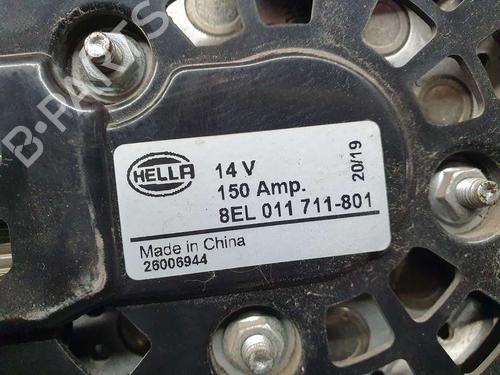 B-PARTS
HELLA
14 V
150 Amp.
8EL 011 711-801
20/19
Made in China
26006944